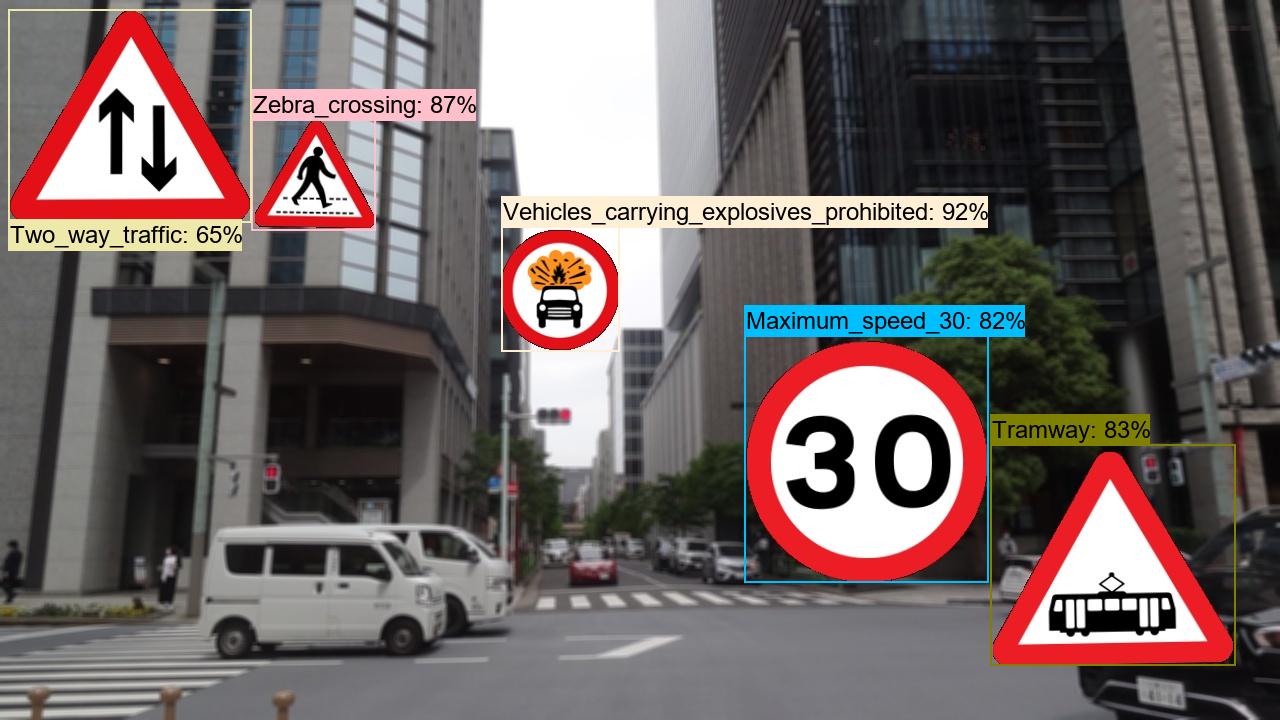 Two_way_traffic: 65%
Zebra_crossing: 87%
Vehicles_carrying_explosives_prohibited: 92%
Maximum_speed_30: 82%
30
Tramway: 83%